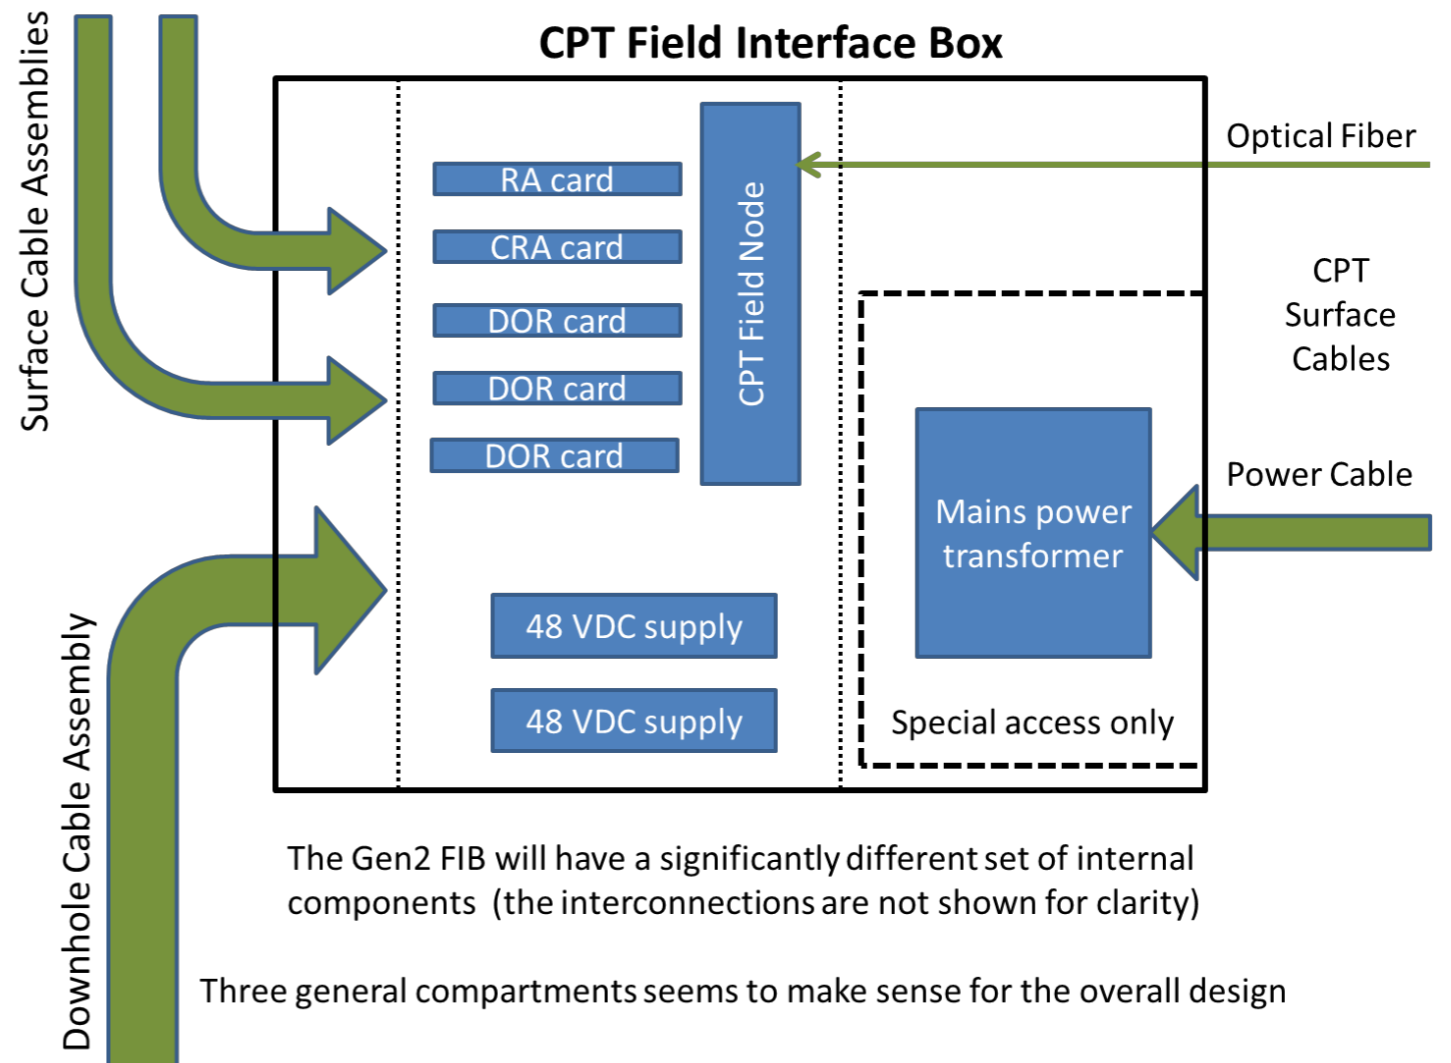 CPT Field Interface Box
Surface Cable Assemblies
Downhole Cable Assembly
RA card
CRA card
DOR card
DOR card
DOR card
CPT Field Node
48 VDC supply
48 VDC supply
Mains power
transformer
Special access only
Optical Fiber
CPT
Surface
Cables
Power Cable
The Gen2 FIB will have a significantly different set of internal
components (the interconnections are not shown for clarity)
Three general compartments seems to make sense for the overall design